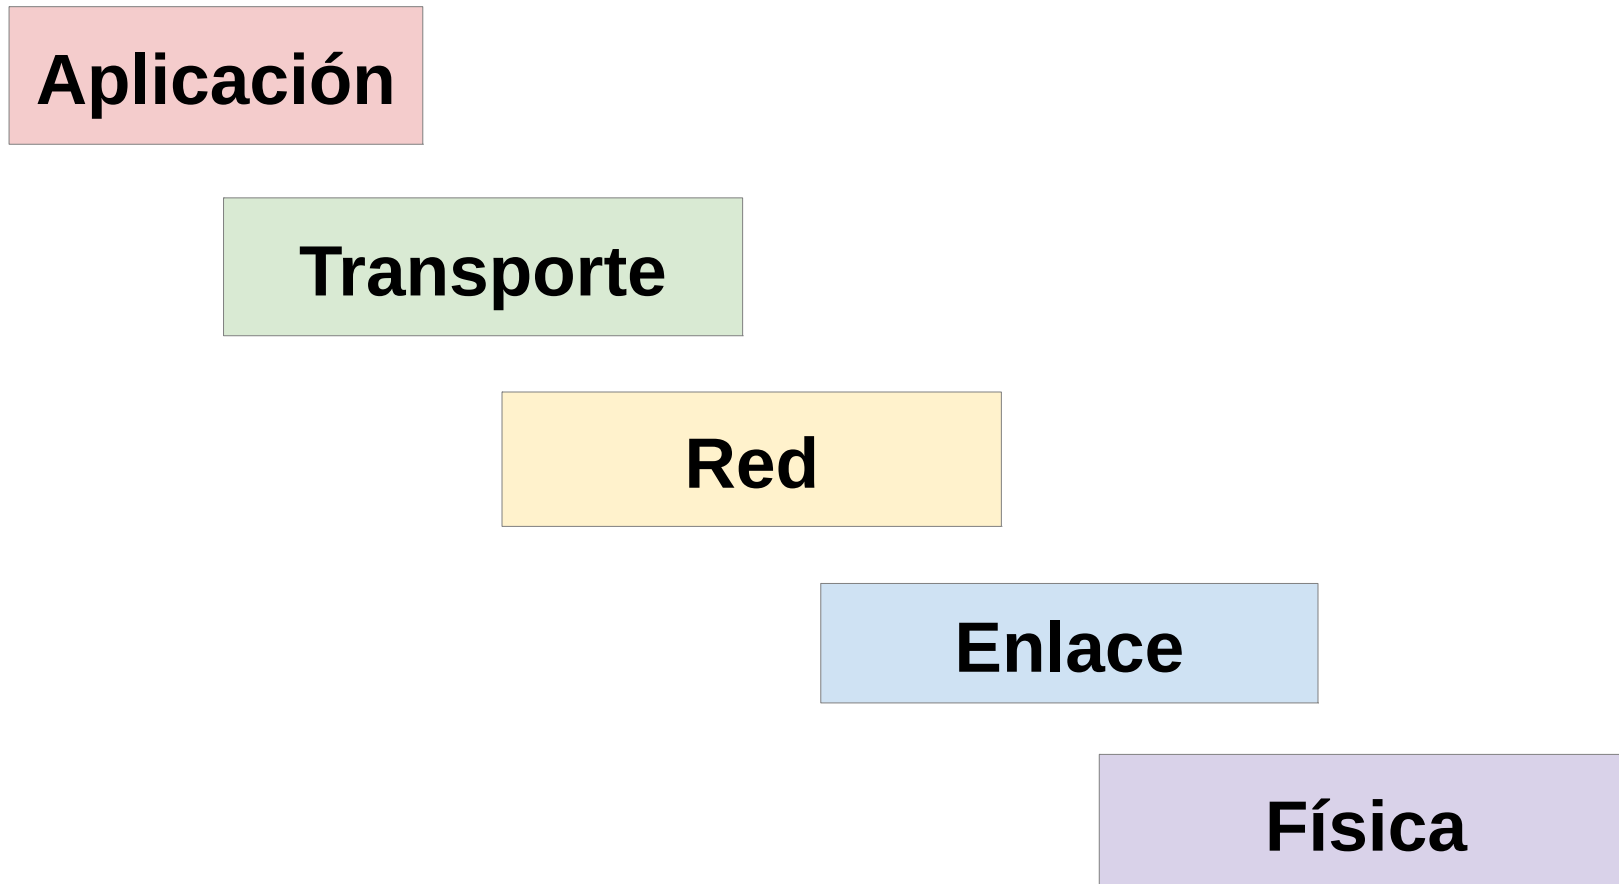 Aplicación
Transporte
Red
Enlace
Física